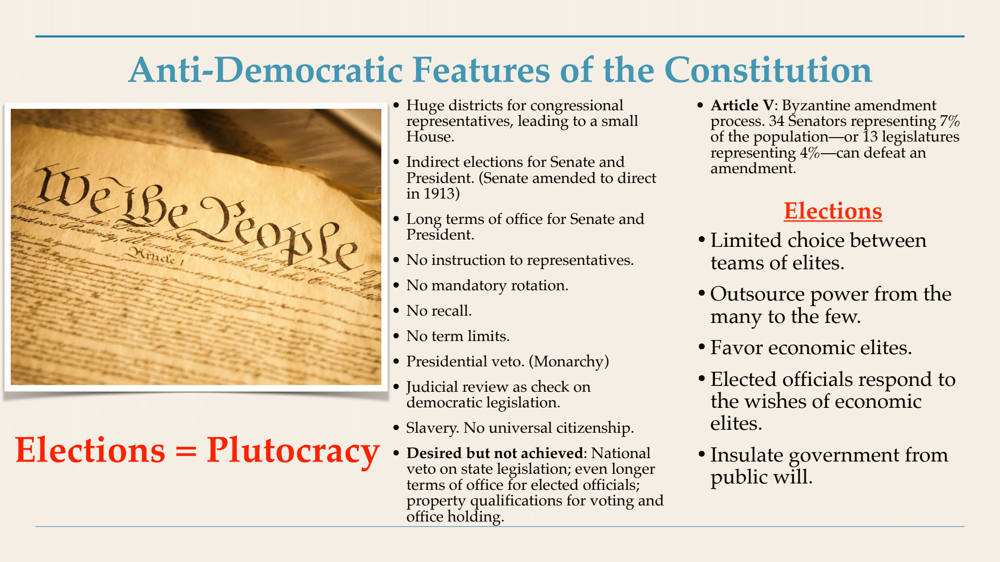 Anti-Democratic Features of the Constitution
We the People
insure domestic Tranquility, provide for the common
and our Posterity, do ordain and establish this Constitution
Article I
Elections = Plutocracy
• Huge districts for congressional
representatives, leading to a small
House.
• Indirect elections for Senate and
President. (Senate amended to direct
in 1913)
• Long terms of office for Senate and
President.
• No instruction to representatives.
• No mandatory rotation.
• No recall.
• No term limits.
• Presidential veto. (Monarchy)
• Judicial review as check on
democratic legislation.
• Slavery. No universal citizenship.
• Desired but not achieved: National
veto on state legislation; even longer
terms of office for elected officials;
property qualifications for voting and
office holding.
• Article V: Byzantine amendment
process. 34 Senators representing 7%
of the population—or 13 legislatures
representing 4%—can defeat an
amendment.
Elections
• Limited choice between
teams of elites.
• Outsource power from the
many to the few.
• Favor economic elites.
• Elected officials respond to
the wishes of economic
elites.
• Insulate government from
public will.